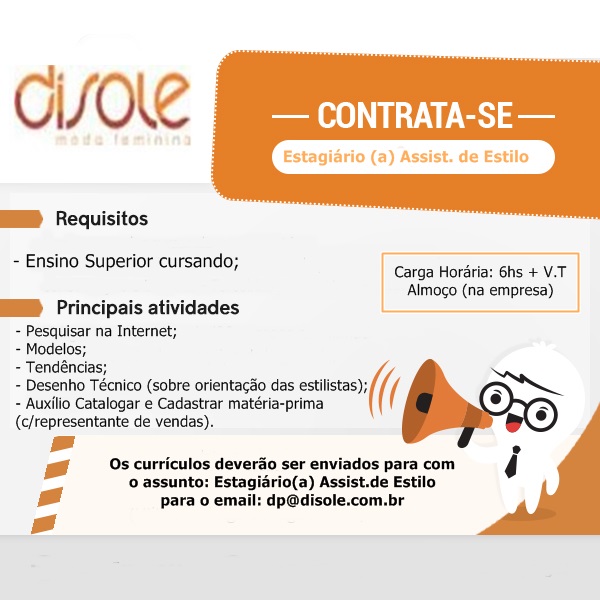 disole
moda feminina
CONTRATA-SE
Estagiário (a) Assist. de Estilo
Requisitos
- Ensino Superior cursando;
Carga Horária: 6hs + V.T
Almoço (na empresa)
Principais atividades
- Pesquisar na Internet;
- Modelos;
- Tendências;
- Desenho Técnico (sobre orientação das estilistas);
- Auxílio Catalogar e Cadastrar matéria-prima
(c/representante de vendas).
Os currículos deverão ser enviados para com
o assunto: Estagiário(a) Assist.de Estilo
para o email: dp@disole.com.br